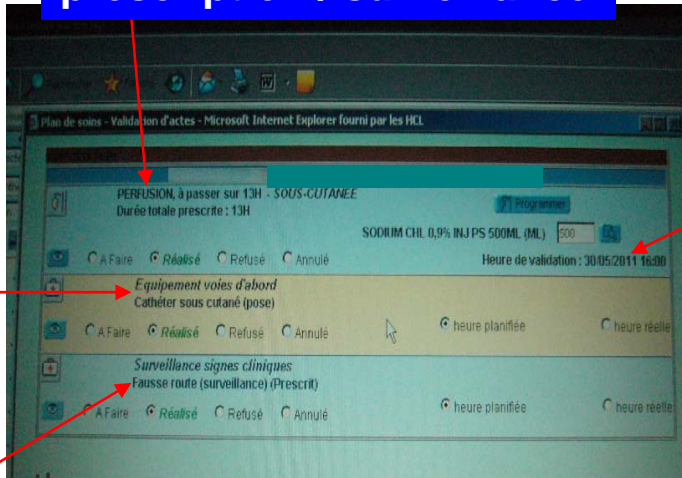 Plan de soins - Validation d'actes - Microsoft Internet Explorer fourni par les HCL
PERFUSION, à passer sur 13H - SOUS-CUTANEE
Durée totale prescrite : 13H
Programmer
SODIUM CHL 0,9% INJ PS 500ML (ML) 500
A Faire Réalisé Refusé Annulé
Heure de validation : 30/05/2011 16:00
Equipement voies d'abord
Cathéter sous cutané (pose)
A Faire Réalisé Refusé Annulé heure planifiée heure réelle
Surveillance signes cliniques
Fausse route (surveillance) (Prescrit)
A Faire Réalisé Refusé Annulé heure planifiée heure réelle